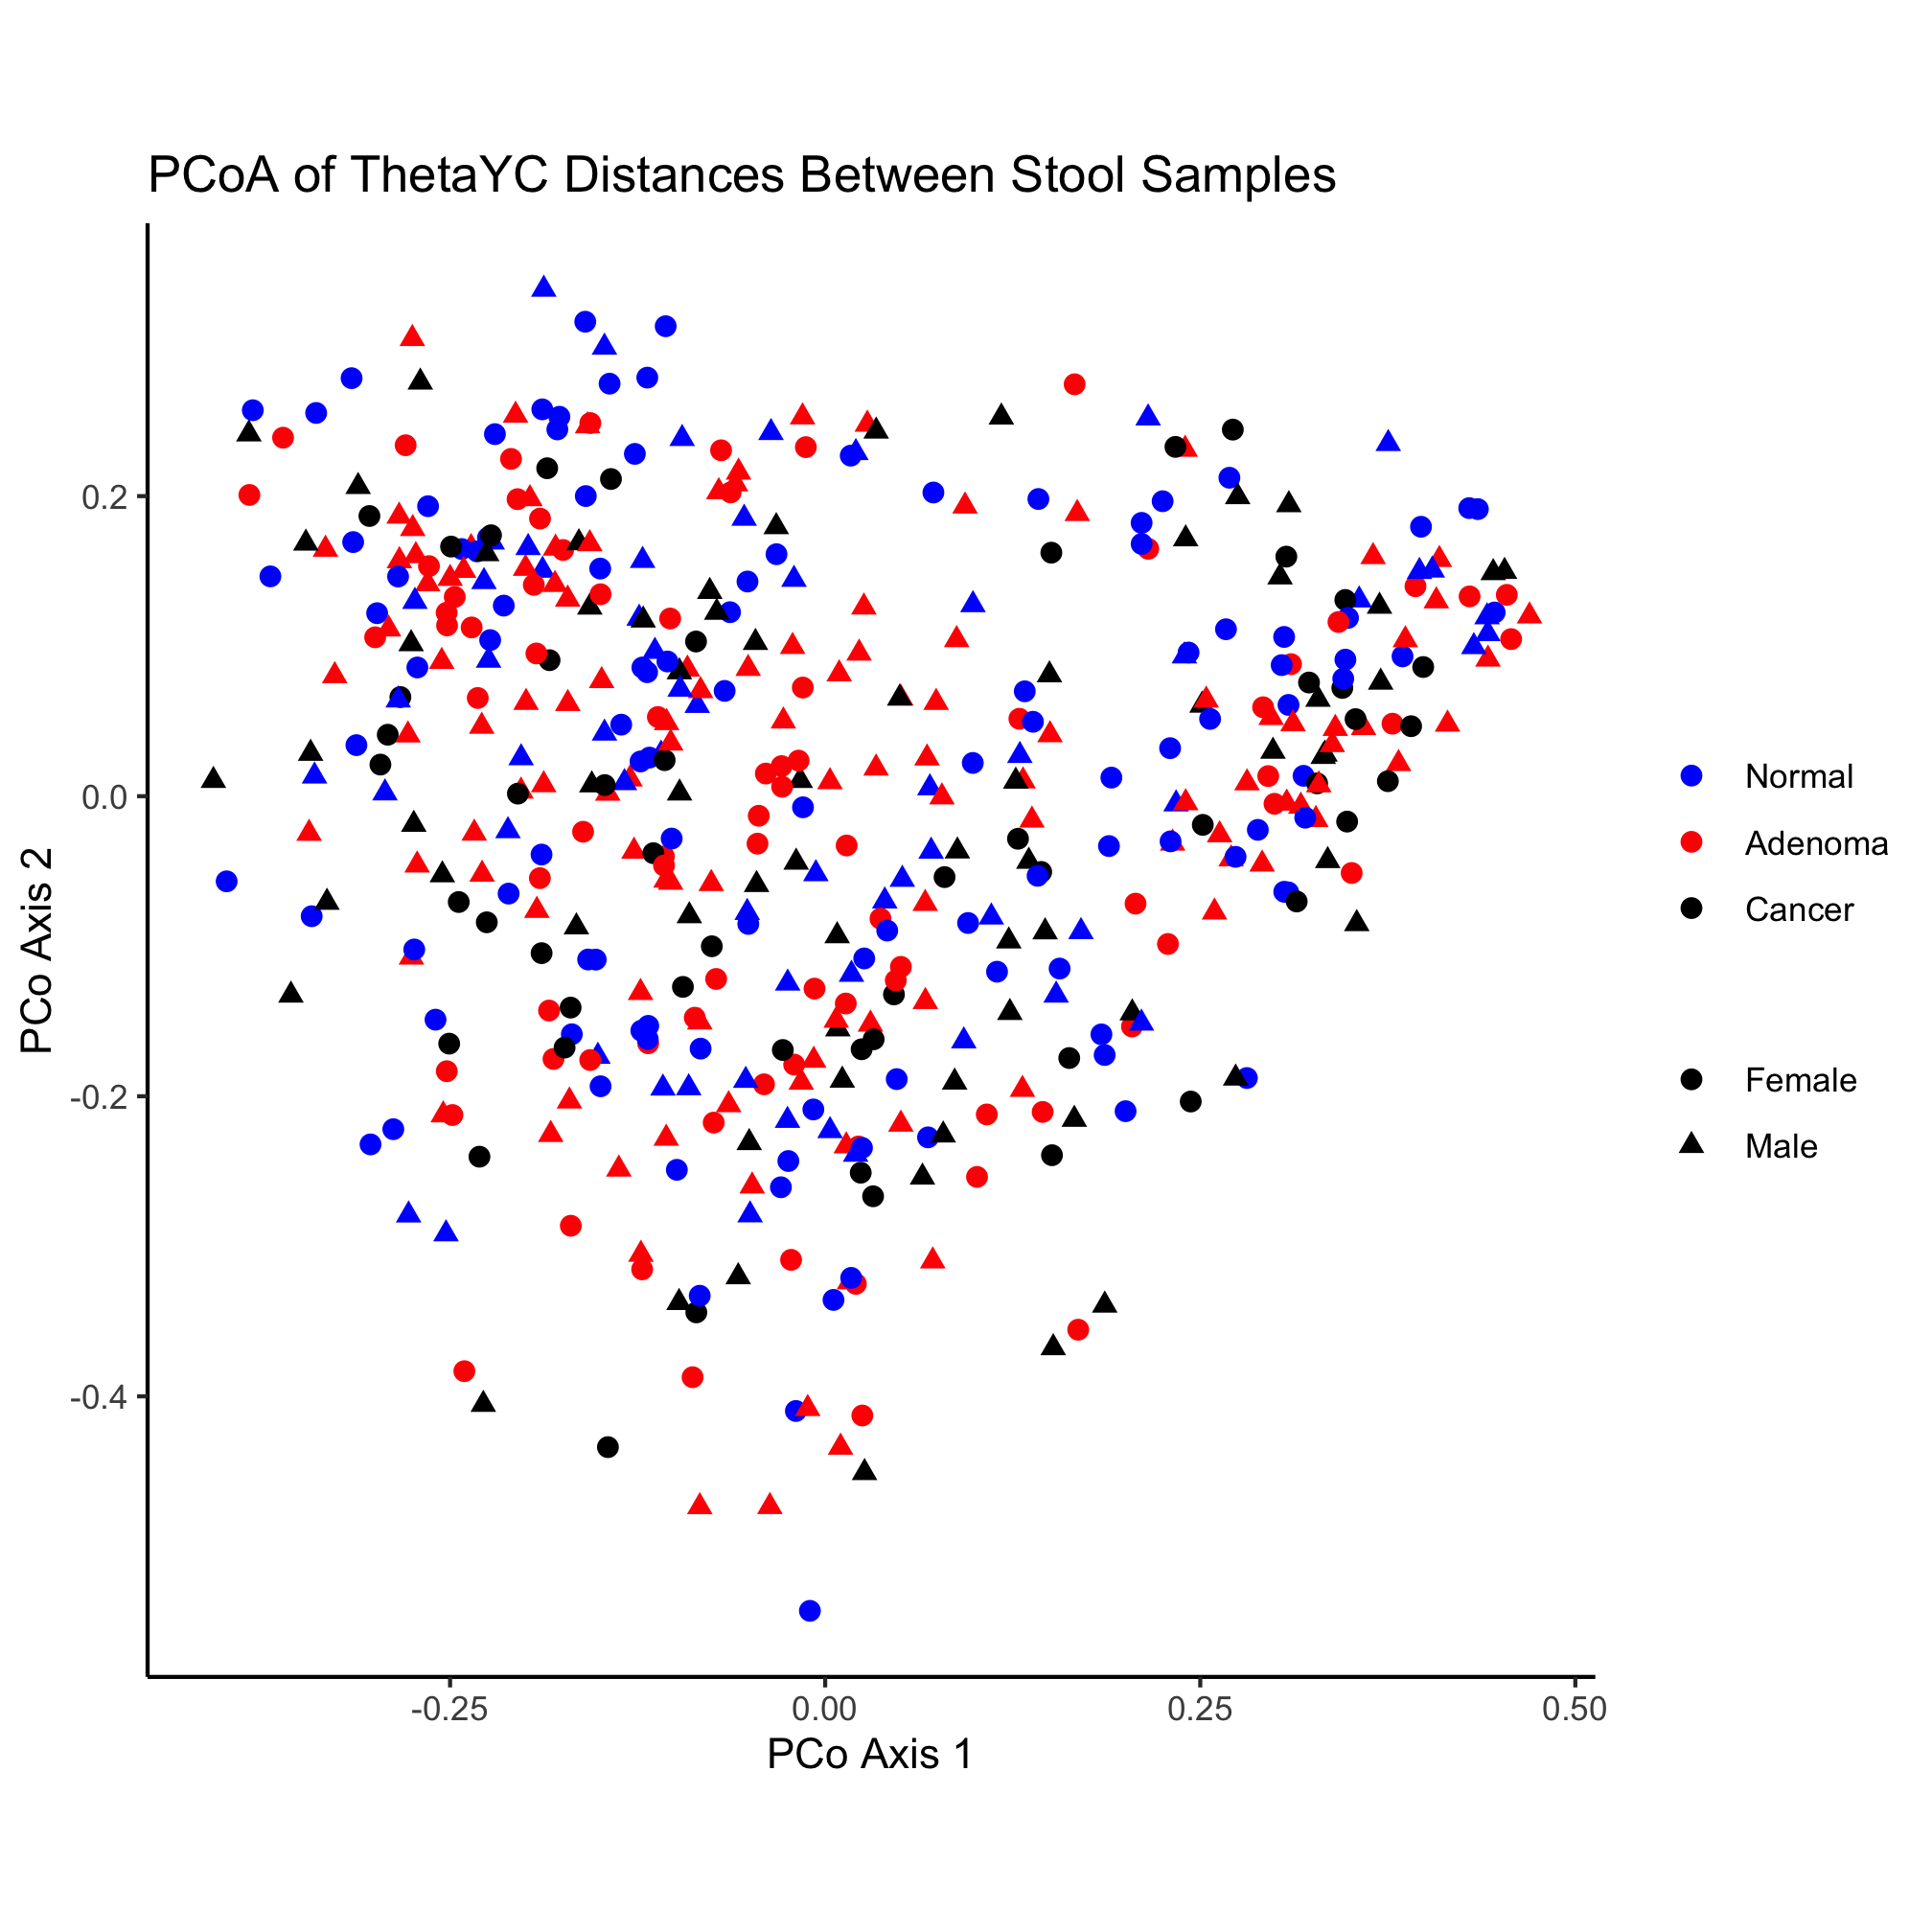 PCoA of ThetaYC Distances Between Stool Samples
PCo Axis 2
0.2
0.0
-0.2
-0.4
-0.25
0.00
0.25
0.50
PCo Axis 1
Normal
Adenoma
Cancer
Female
Male